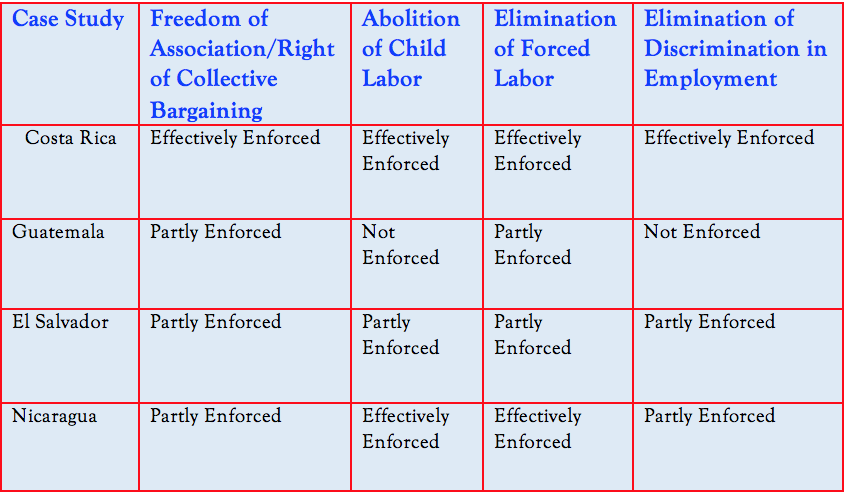 Case Study
Freedom of
Association/Right
of Collective
Bargaining
Abolition
of Child
Labor
Elimination
of Forced
Labor
Elimination of
Discrimination in
Employment
Costa Rica
Effectively Enforced
Effectively
Enforced
Effectively
Enforced
Effectively Enforced
Guatemala
Partly Enforced
Not
Enforced
Partly
Enforced
Not Enforced
El Salvador
Partly Enforced
Partly
Enforced
Partly
Enforced
Partly Enforced
Nicaragua
Partly Enforced
Effectively
Enforced
Effectively
Enforced
Partly Enforced